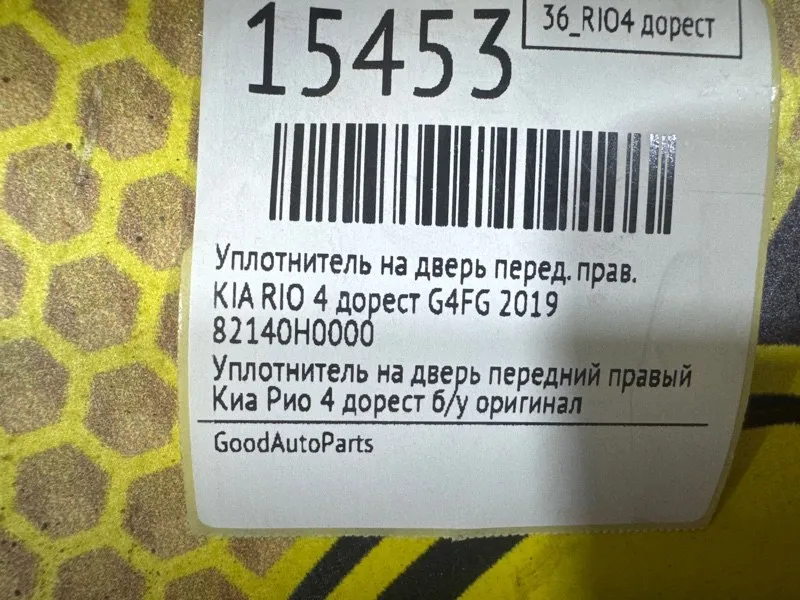 15453
36_RIO4 дорест
Уплотнитель на дверь перед. прав.
KIA RIO 4 дорест G4FG 2019
82140H0000
Уплотнитель на дверь передний правый
Киа Рио 4 дорест б/у оригинал
GoodAutoParts